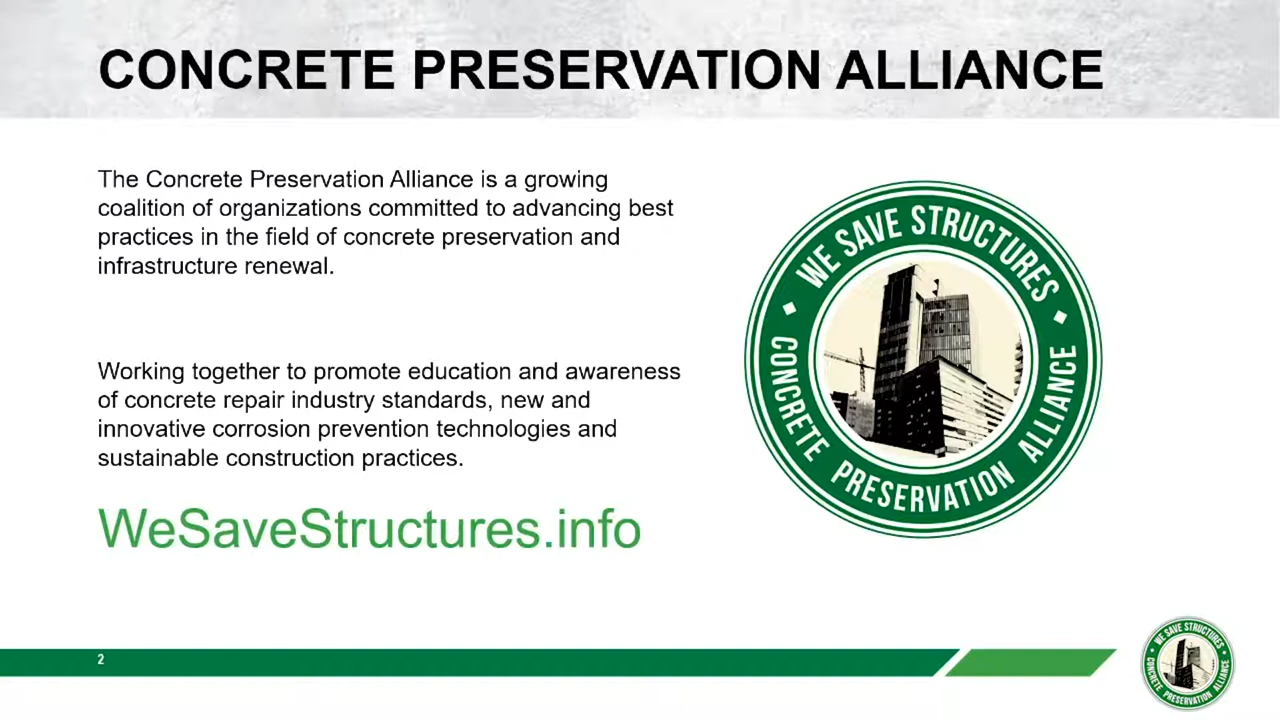 CONCRETE PRESERVATION ALLIANCE
The Concrete Preservation Alliance is a growing
coalition of organizations committed to advancing best
practices in the field of concrete preservation and
infrastructure renewal.
Working together to promote education and awareness
of concrete repair industry standards, new and
innovative corrosion prevention technologies and
sustainable construction practices.
WeSaveStructures.info
WE SAVE STRUCTURES
CONCRETE PRESERVATION ALLIANCE
2
WE SAVE STRUCTURES
CONCRETE PRESERVATION ALLIANCE